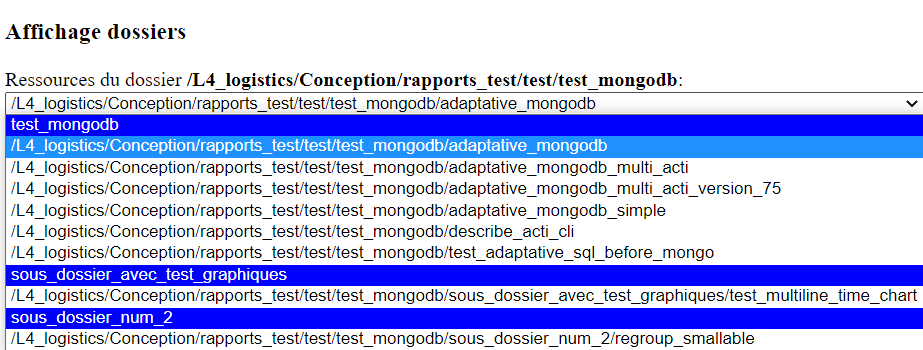 Affichage dossiers
Ressources du dossier /L4_logistics/Conception/rapports_test/test/test_mongodb:
/L4_logistics/Conception/rapports_test/test/test_mongodb/adaptative_mongodb
test_mongodb
/L4_logistics/Conception/rapports_test/test/test_mongodb/adaptative_mongodb
/L4_logistics/Conception/rapports_test/test/test_mongodb/adaptative_mongodb_multi_acti
/L4_logistics/Conception/rapports_test/test/test_mongodb/adaptative_mongodb_multi_acti_version_75
/L4_logistics/Conception/rapports_test/test/test_mongodb/adaptative_mongodb_simple
/L4_logistics/Conception/rapports_test/test/test_mongodb/describe_acti_cli
/L4_logistics/Conception/rapports_test/test/test_mongodb/test_adaptative_sql_before_mongo
sous_dossier_avec_test_graphiques
/L4_logistics/Conception/rapports_test/test/test_mongodb/sous_dossier_avec_test_graphiques/test_multiline_time_chart
sous_dossier_num_2
/L4_logistics/Conception/rapports_test/test/test_mongodb/sous_dossier_num_2/regroup_smallable